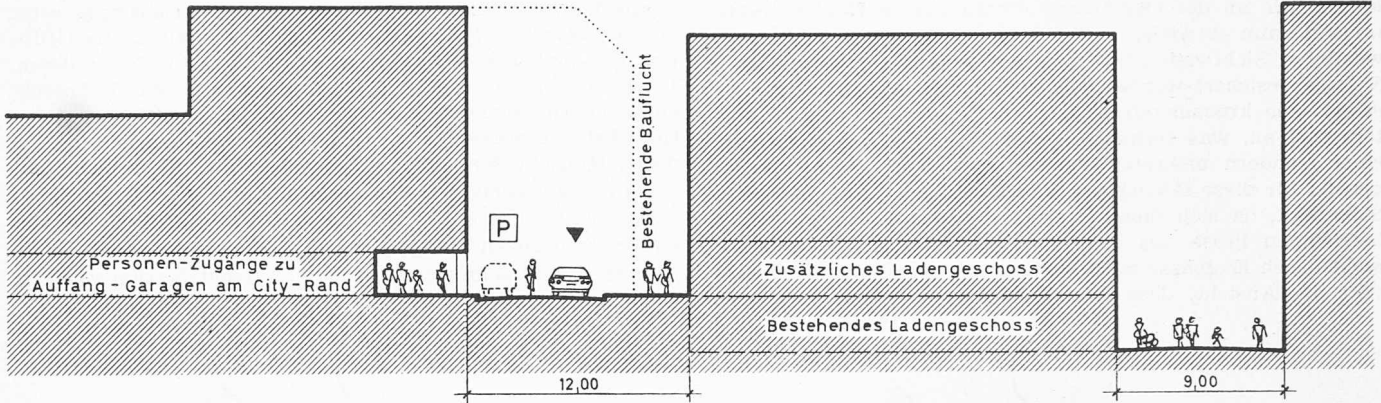 Bestehende Bauflucht
P
Personen-Zugänge zu
Auffang-Garagen am City-Rand
Zusätzliches Ladengeschoss
Bestehendes Ladengeschoss
12,00
9,00